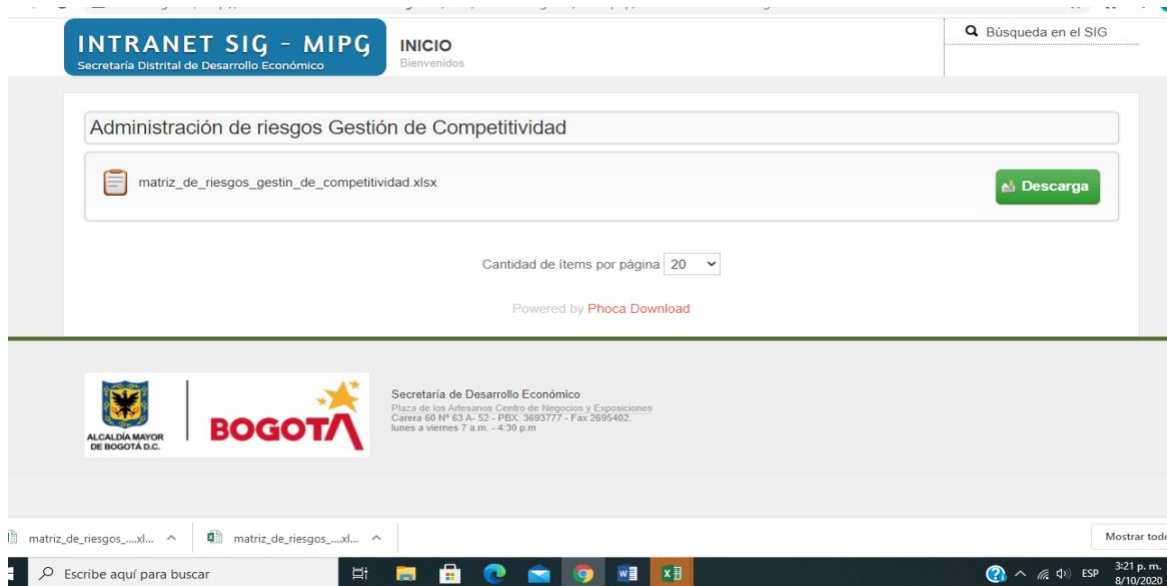 INTRANET SIG - MIPG
Secretaría Distrital de Desarrollo Económico
INICIO
Bienvenidos
Búsqueda en el SIG
Administración de riesgos Gestión de Competitividad
matriz_de_riesgos_gestin_de_competitividad.xlsx
Descarga
Cantidad de ítems por página 20
Powered by Phoca Download
ALCALDÍA MAYOR
DE BOGOTÁ D.C.
BOGOTÁ
Secretaría de Desarrollo Económico
Plaza de los Artesanos Centro de Negocios y Exposiciones
Carera 60 Nº 63 A- 52 - PBX: 3693777 - Fax 2695402.
lunes a viernes 7 a.m. - 4:30 p.m
matriz_de_riesgos_....xl...
matriz_de_riesgos_....xl...
Mostrar todo
Escribe aquí para buscar
ESP
3:21 p. m.
8/10/202